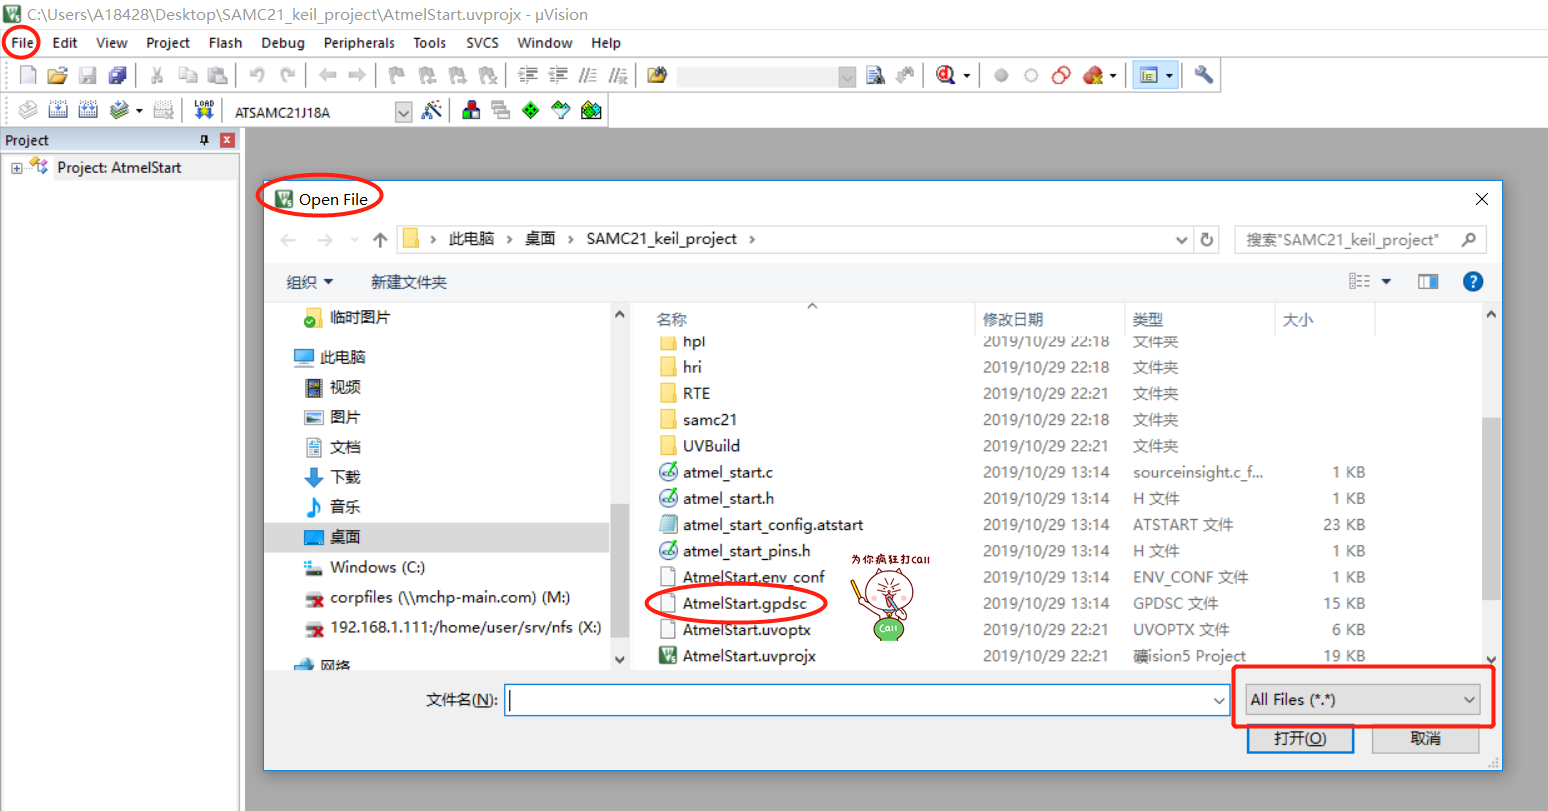 C:\Users\A18428\Desktop\SAMC21_keil_project\AtmelStart.uvprojx - µVision
File Edit View Project Flash Debug Peripherals Tools SVCS Window Help
LOAD ATSAMC21J18A
Project
Project: AtmelStart
Open File
此电脑 > 桌面 > SAMC21_keil_project >
搜索"SAMC21_keil_project"
组织 新建文件夹
临时图片
此电脑
视频
图片
文档
下载
音乐
桌面
Windows (C:)
corpfiles (\\mchp-main.com) (M:)
192.168.1.111:/home/user/srv/nfs (X:)
网络
名称 修改日期 类型 大小
hpl 2019/10/29 22:18 文件夹
hri 2019/10/29 22:18 文件夹
RTE 2019/10/29 22:21 文件夹
samc21 2019/10/29 22:18 文件夹
UVBuild 2019/10/29 22:21 文件夹
atmel_start.c 2019/10/29 13:14 sourceinsight.c_f... 1 KB
atmel_start.h 2019/10/29 13:14 H 文件 1 KB
atmel_start_config.atstart 2019/10/29 13:14 ATSTART 文件 23 KB
atmel_start_pins.h 2019/10/29 13:14 H 文件 1 KB
AtmelStart.env_conf 2019/10/29 13:14 ENV_CONF 文件 1 KB
AtmelStart.gpdsc 2019/10/29 13:14 GPDSC 文件 15 KB
AtmelStart.uvoptx 2019/10/29 22:21 UVOPTX 文件 6 KB
AtmelStart.uvprojx 2019/10/29 22:21 礦ision5 Project 19 KB
为你疯狂打call
Call
文件名(N):
All Files (*.*)
打开(O) 取消